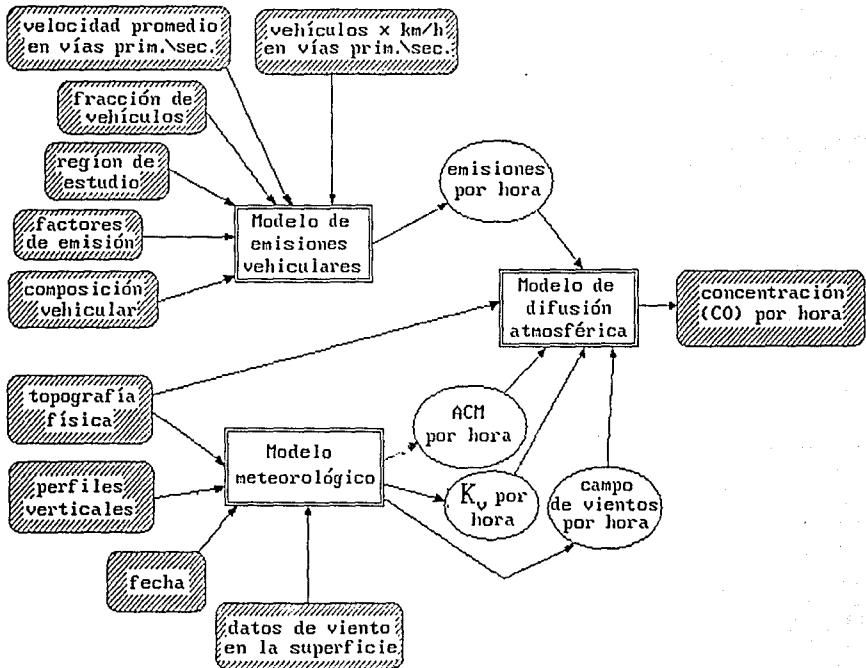 velocidad promedio
en vías prim.\sec.
vehículos x km/h
en vías prim.\sec.
fracción de
vehículos
region de
estudio
factores
de emisión
composición
vehicular
Modelo de
emisiones
vehiculares
emisiones
por hora
Modelo de
difusión
atmosférica
concentración
(CO) por hora
topografía
física
perfiles
verticales
fecha
datos de viento
en la superficie
Modelo
meteorológico
ACM
por hora
Kv por
hora
campo
de vientos
por hora